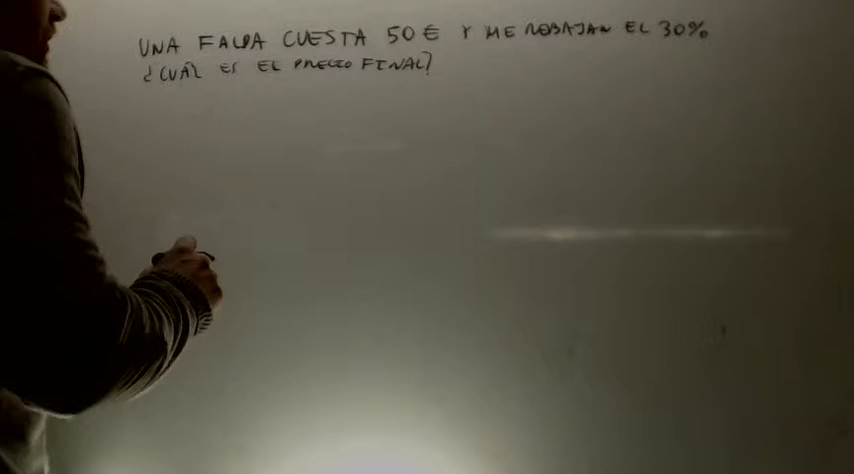 UNA FALDA CUESTA 50 € Y ME REBAJAN EL 30%
¿CUÁL ES EL PRECIO FINAL?